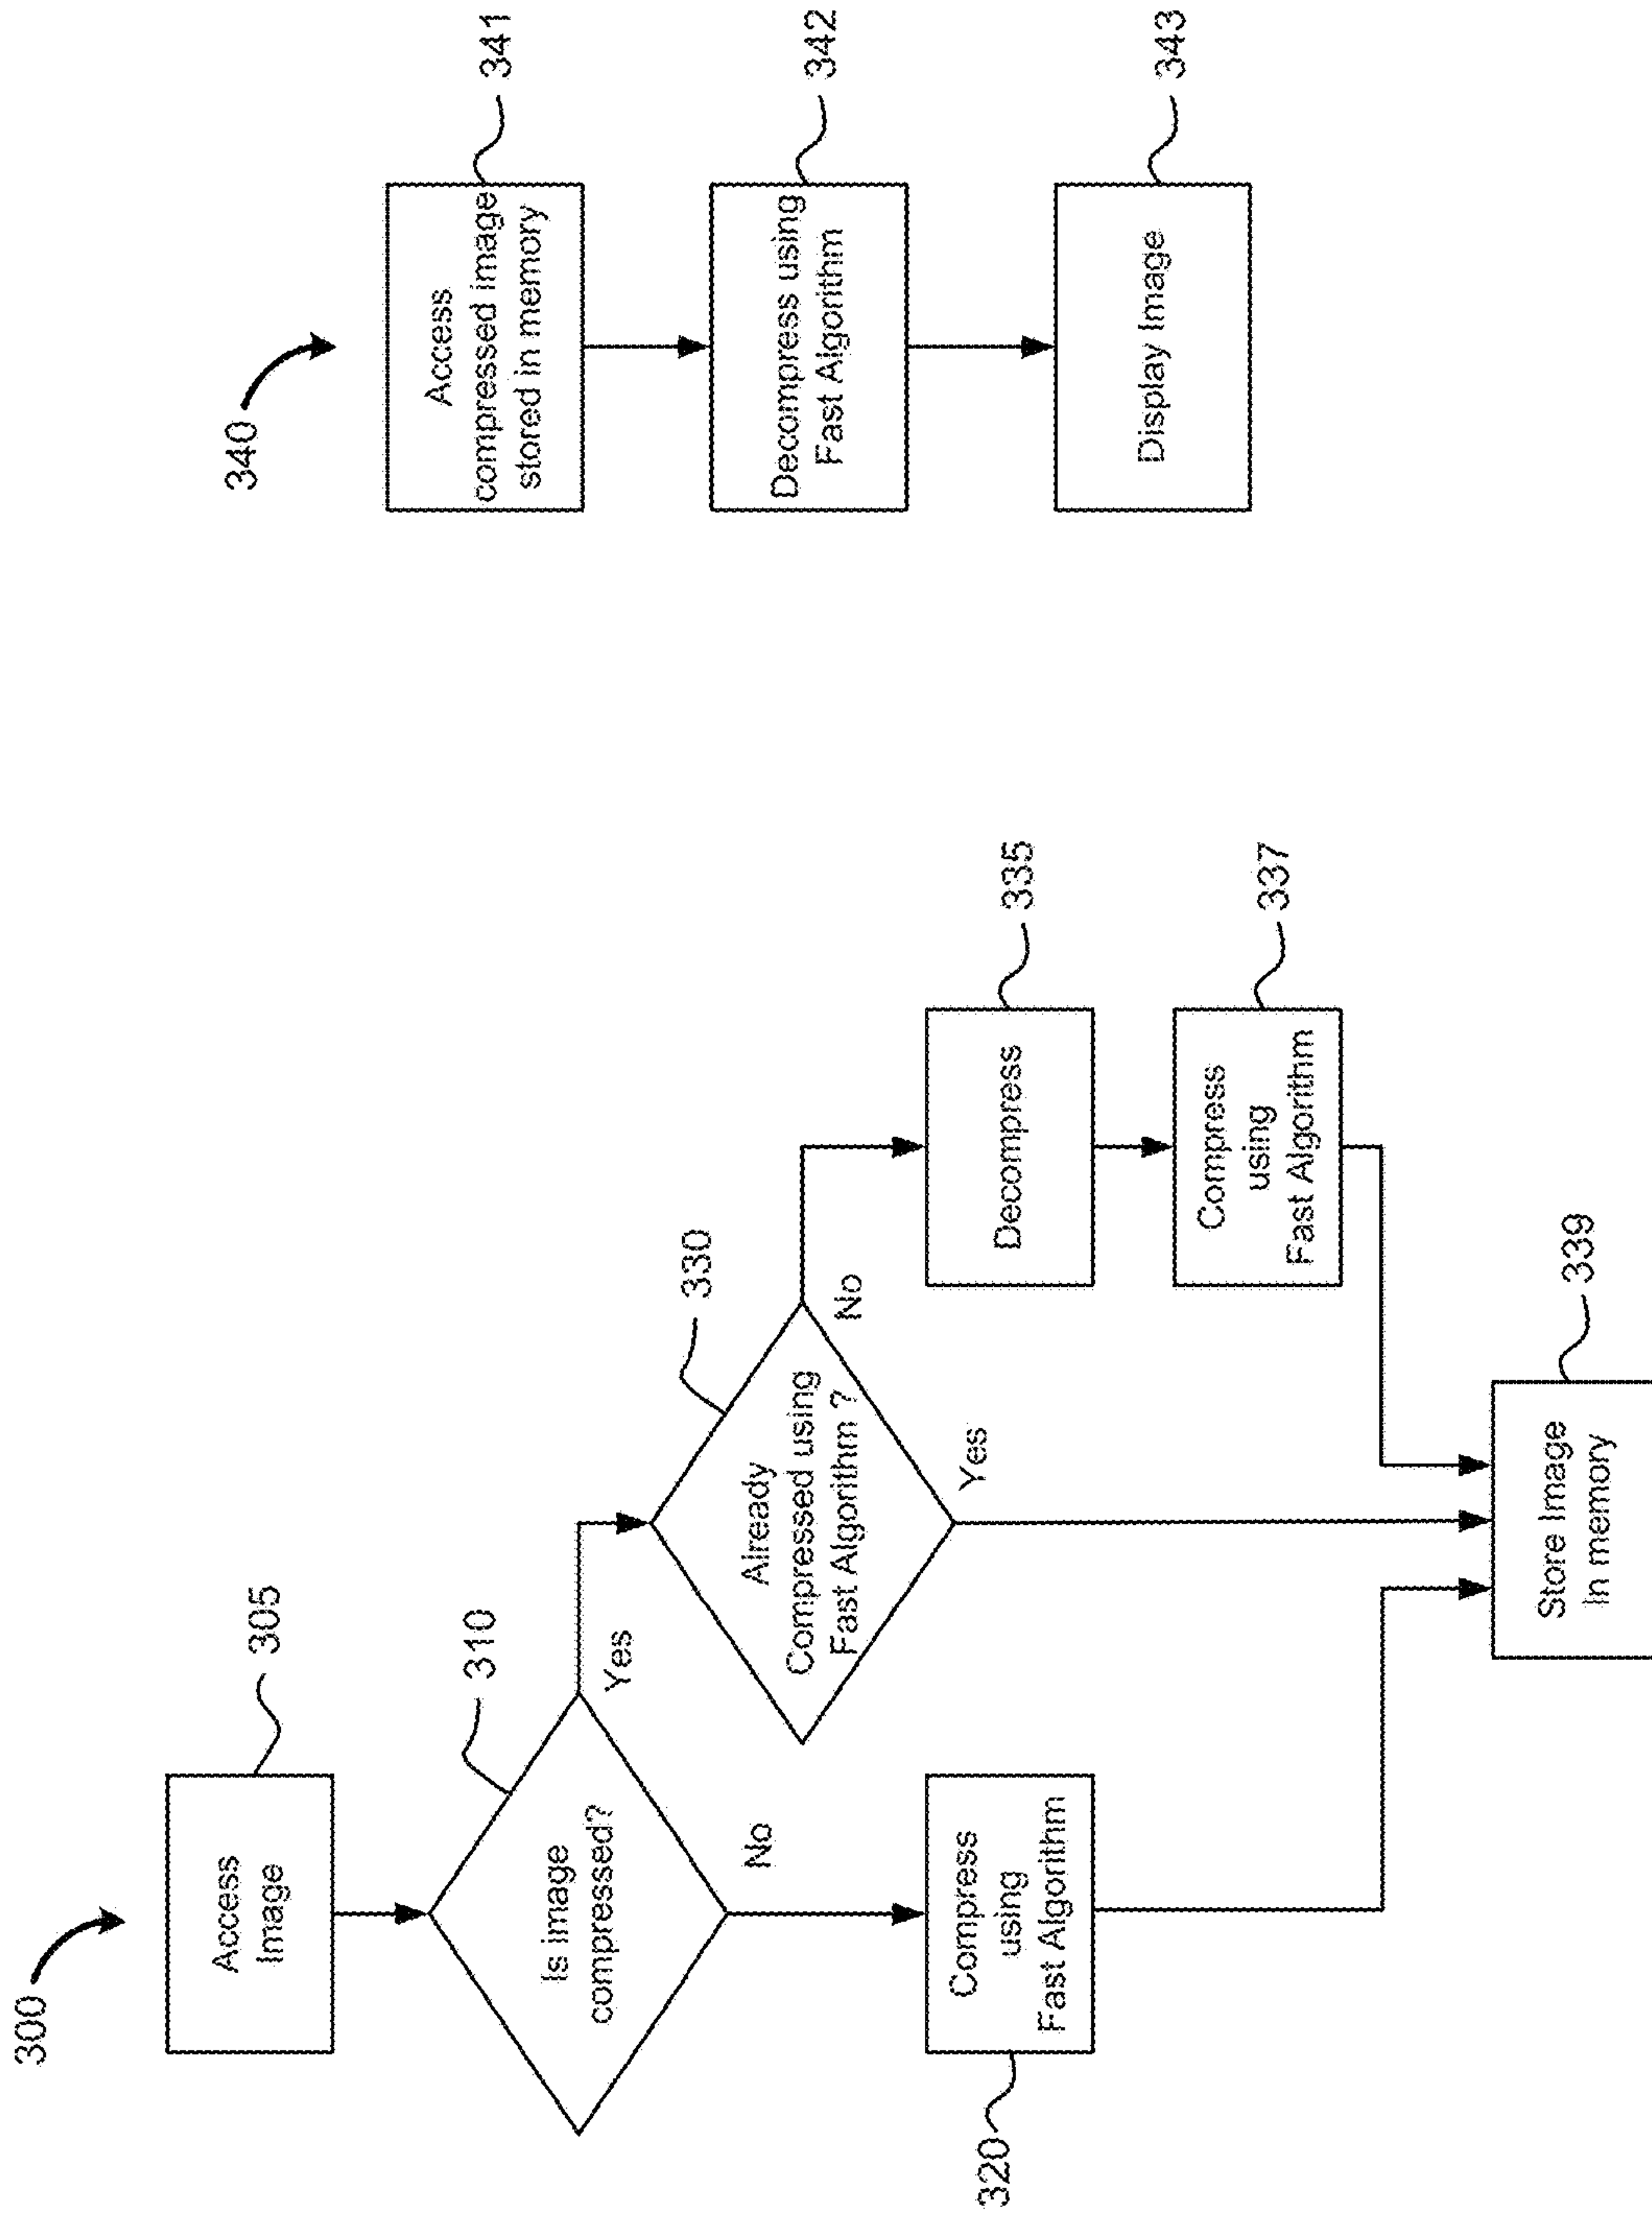 300
Access
Image
305
Is image
compressed?
310
Yes
No
Compress
using
Fast Algorithm
320
Already
Compressed using
Fast Algorithm ?
330
No
Yes
Decompress
335
Compress
using
Fast Algorithm
337
Store Image
In memory
339
340
Access
compressed image
stored in memory
341
Decompress using
Fast Algorithm
342
Display Image
343